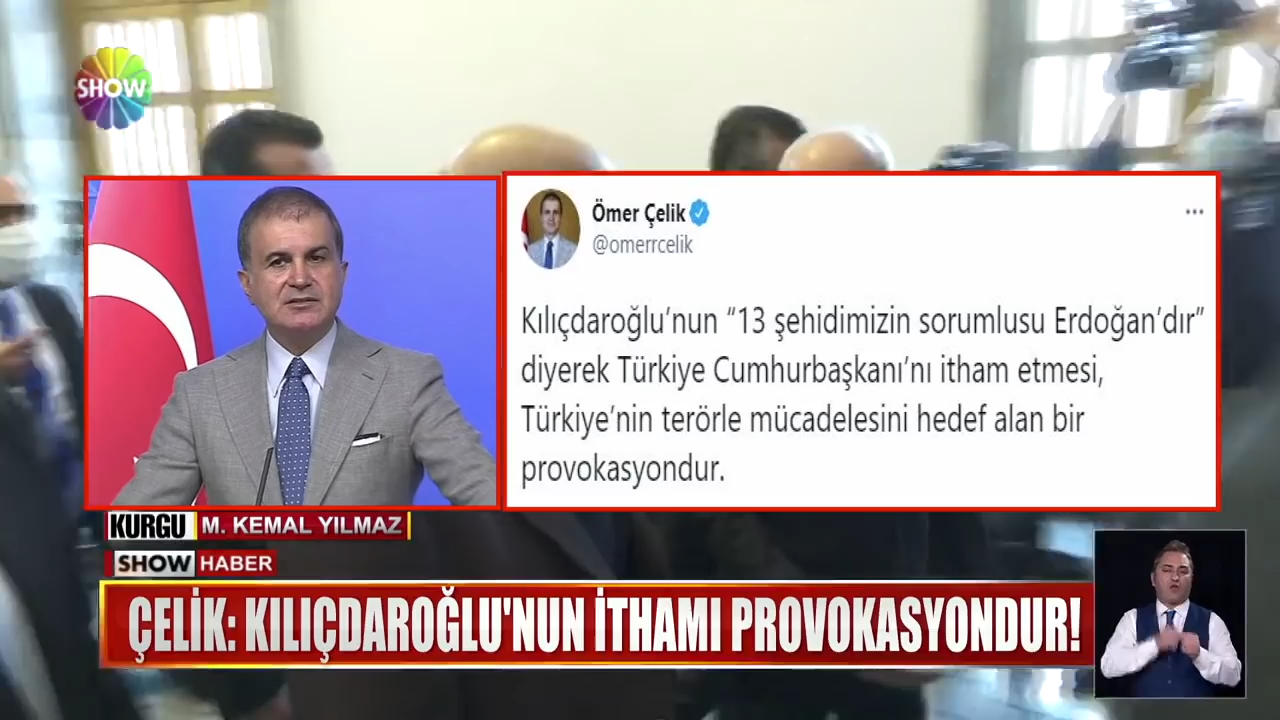 SHOW
Ömer Çelik
@omerrcelik
Kılıçdaroğlu’nun “13 şehidimizin sorumlusu Erdoğan’dır”
diyerek Türkiye Cumhurbaşkanı’nı itham etmesi,
Türkiye’nin terörle mücadelesini hedef alan bir
provokasyondur.
KURGU M. KEMAL YILMAZ
SHOW HABER
ÇELİK: KILIÇDAROĞLU'NUN İTHAMI PROVOKASYONDUR!